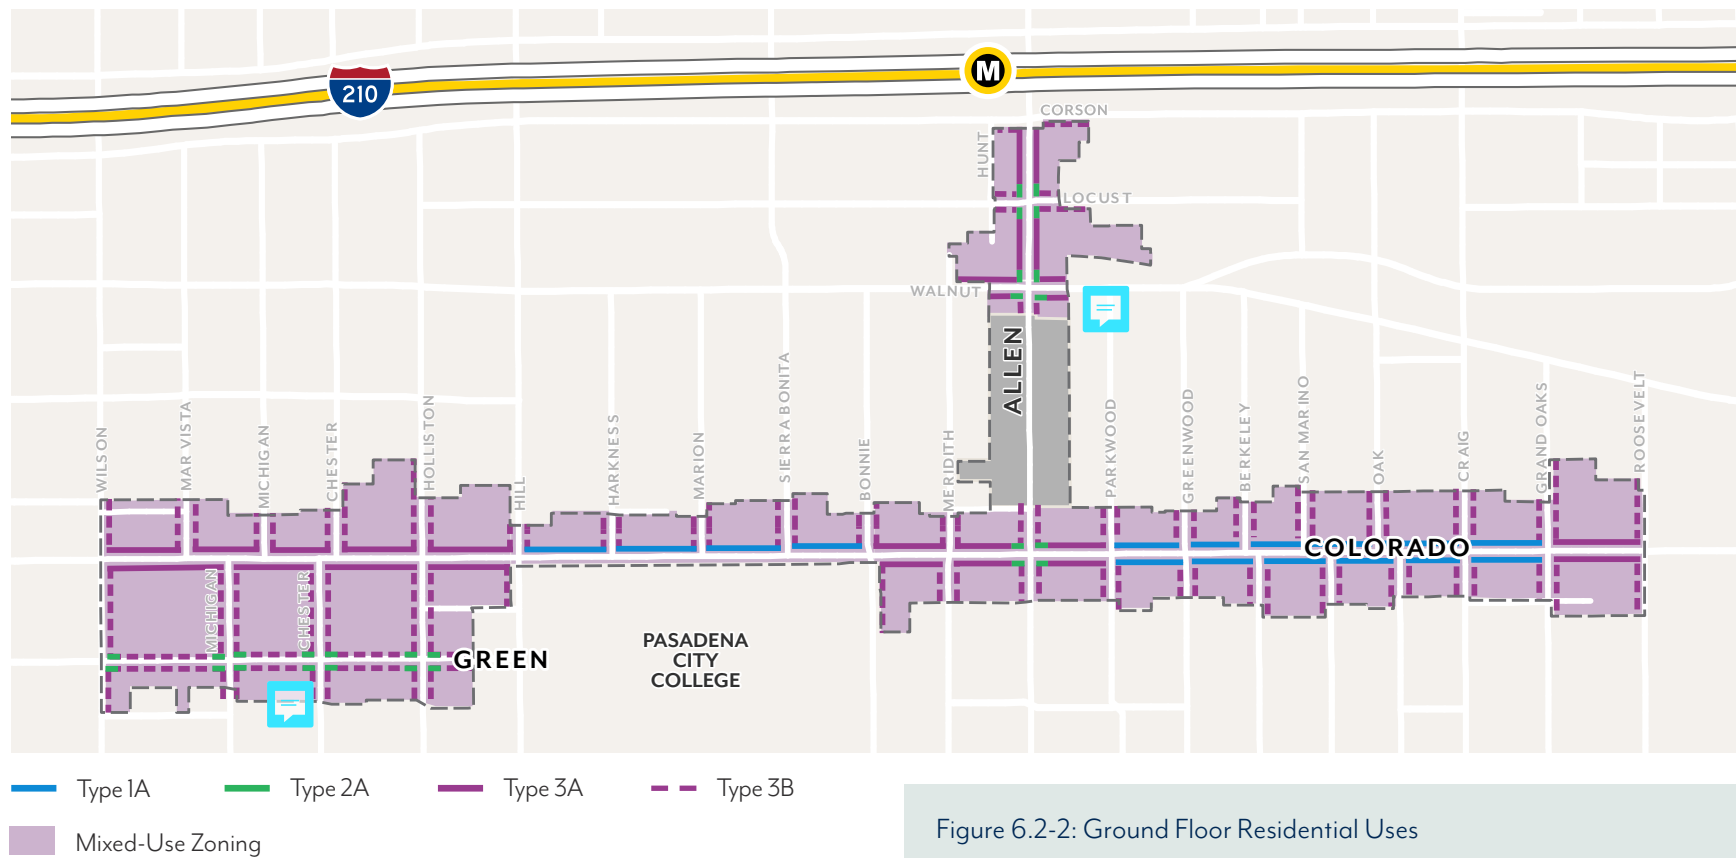 210
M
CORSON
HUNT
LOCUST
WALNUT
ALLEN
WILSON
MAR VISTA
MICHIGAN
CHESTER
HOLLISTON
HILL
HARKNESS
MARION
SIERRA BONITA
BONNIE
MERIDITH
PARKWOOD
GREENWOOD
BERKELEY
SAN MARINO
OAK
CRAIG
GRAND OAKS
ROOSEVELT
COLORADO
MICHIGAN
CHESTER
GREEN
PASADENA
CITY
COLLEGE
Type 1A
Type 2A
Type 3A
Type 3B
Mixed-Use Zoning
Figure 6.2-2: Ground Floor Residential Uses